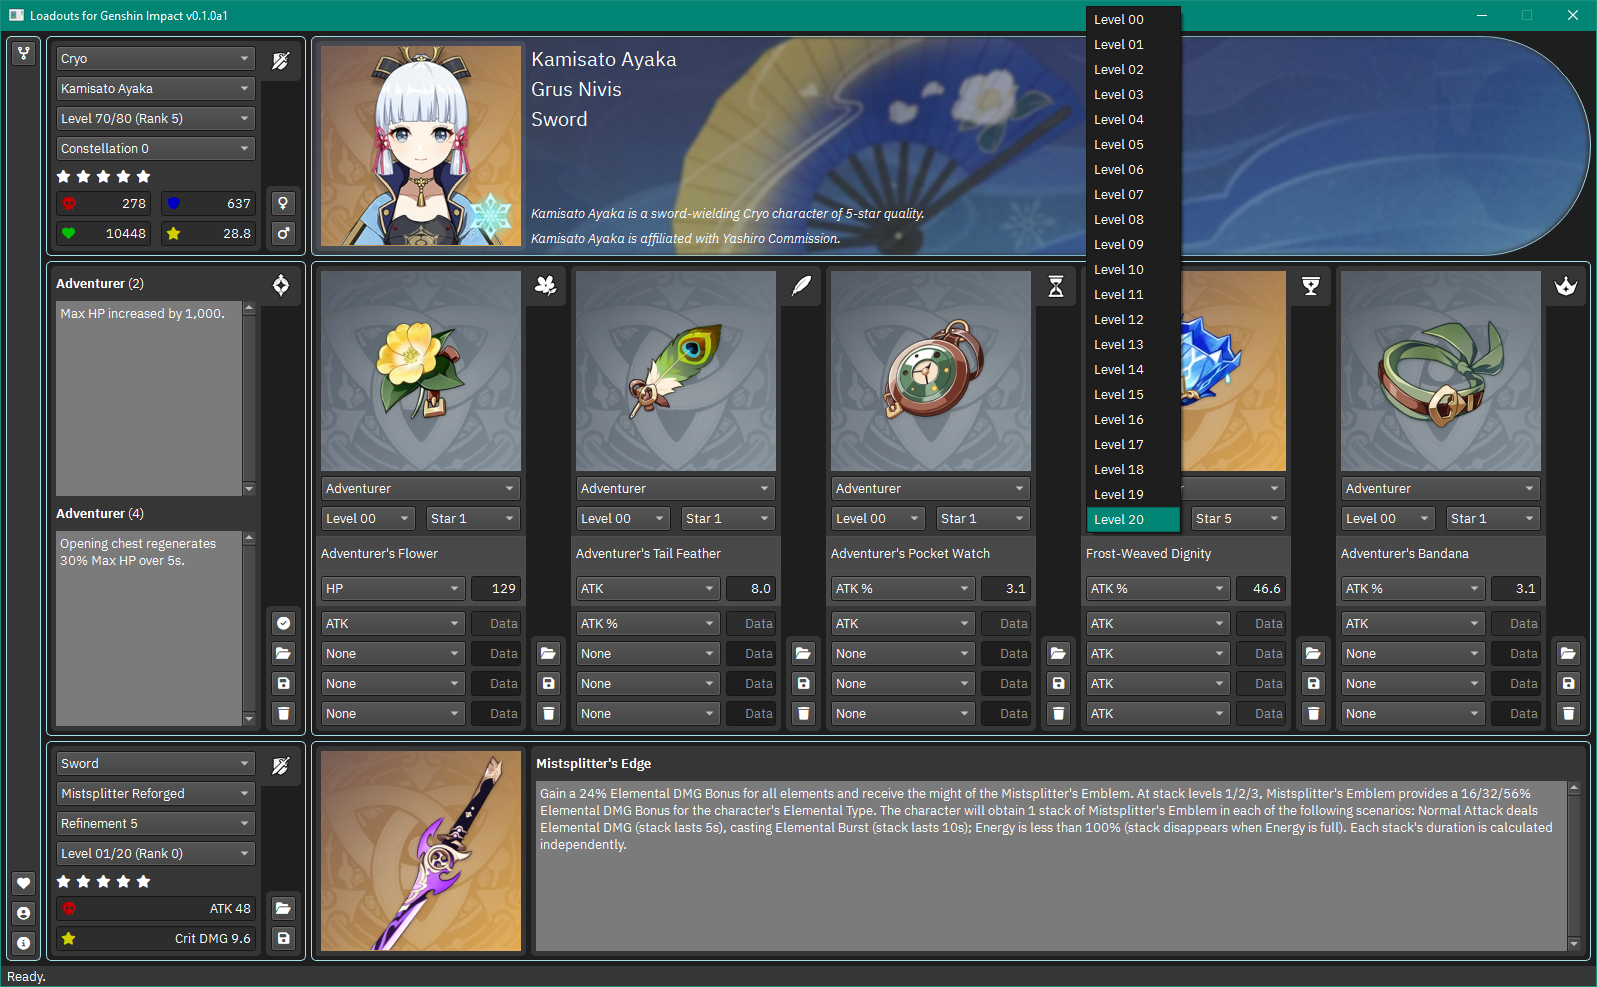 Loadouts for Genshin Impact v0.1.0a1
Cryo
Kamisato Ayaka
Level 70/80 (Rank 5)
Constellation 0
278
637
10448
28.8
Kamisato Ayaka
Grus Nivis
Sword
Kamisato Ayaka is a sword-wielding Cryo character of 5-star quality.
Kamisato Ayaka is affiliated with Yashiro Commission.
Level 00
Level 01
Level 02
Level 03
Level 04
Level 05
Level 06
Level 07
Level 08
Level 09
Level 10
Level 11
Level 12
Level 13
Level 14
Level 15
Level 16
Level 17
Level 18
Level 19
Level 20
Adventurer (2)
Max HP increased by 1,000.
Adventurer (4)
Opening chest regenerates
30% Max HP over 5s.
Adventurer
Level 00
Star 1
Adventurer's Flower
HP
129
ATK
Data
None
Data
None
Data
None
Data
Adventurer
Level 00
Star 1
Adventurer's Tail Feather
ATK
8.0
ATK %
Data
None
Data
None
Data
None
Data
Adventurer
Level 00
Star 1
Adventurer's Pocket Watch
ATK %
3.1
ATK
Data
None
Data
None
Data
None
Data
Star 5
Frost-Weaved Dignity
ATK %
46.6
ATK
Data
ATK
Data
ATK
Data
ATK
Data
Adventurer
Level 00
Star 1
Adventurer's Bandana
ATK %
3.1
ATK
Data
None
Data
None
Data
None
Data
Sword
Mistsplitter Reforged
Refinement 5
Level 01/20 (Rank 0)
ATK 48
Crit DMG 9.6
Mistsplitter's Edge
Gain a 24% Elemental DMG Bonus for all elements and receive the might of the Mistsplitter's Emblem. At stack levels 1/2/3, Mistsplitter's Emblem provides a 16/32/56%
Elemental DMG Bonus for the character's Elemental Type. The character will obtain 1 stack of Mistsplitter's Emblem in each of the following scenarios: Normal Attack deals
Elemental DMG (stack lasts 5s), casting Elemental Burst (stack lasts 10s); Energy is less than 100% (stack disappears when Energy is full). Each stack's duration is calculated
independently.
Ready.